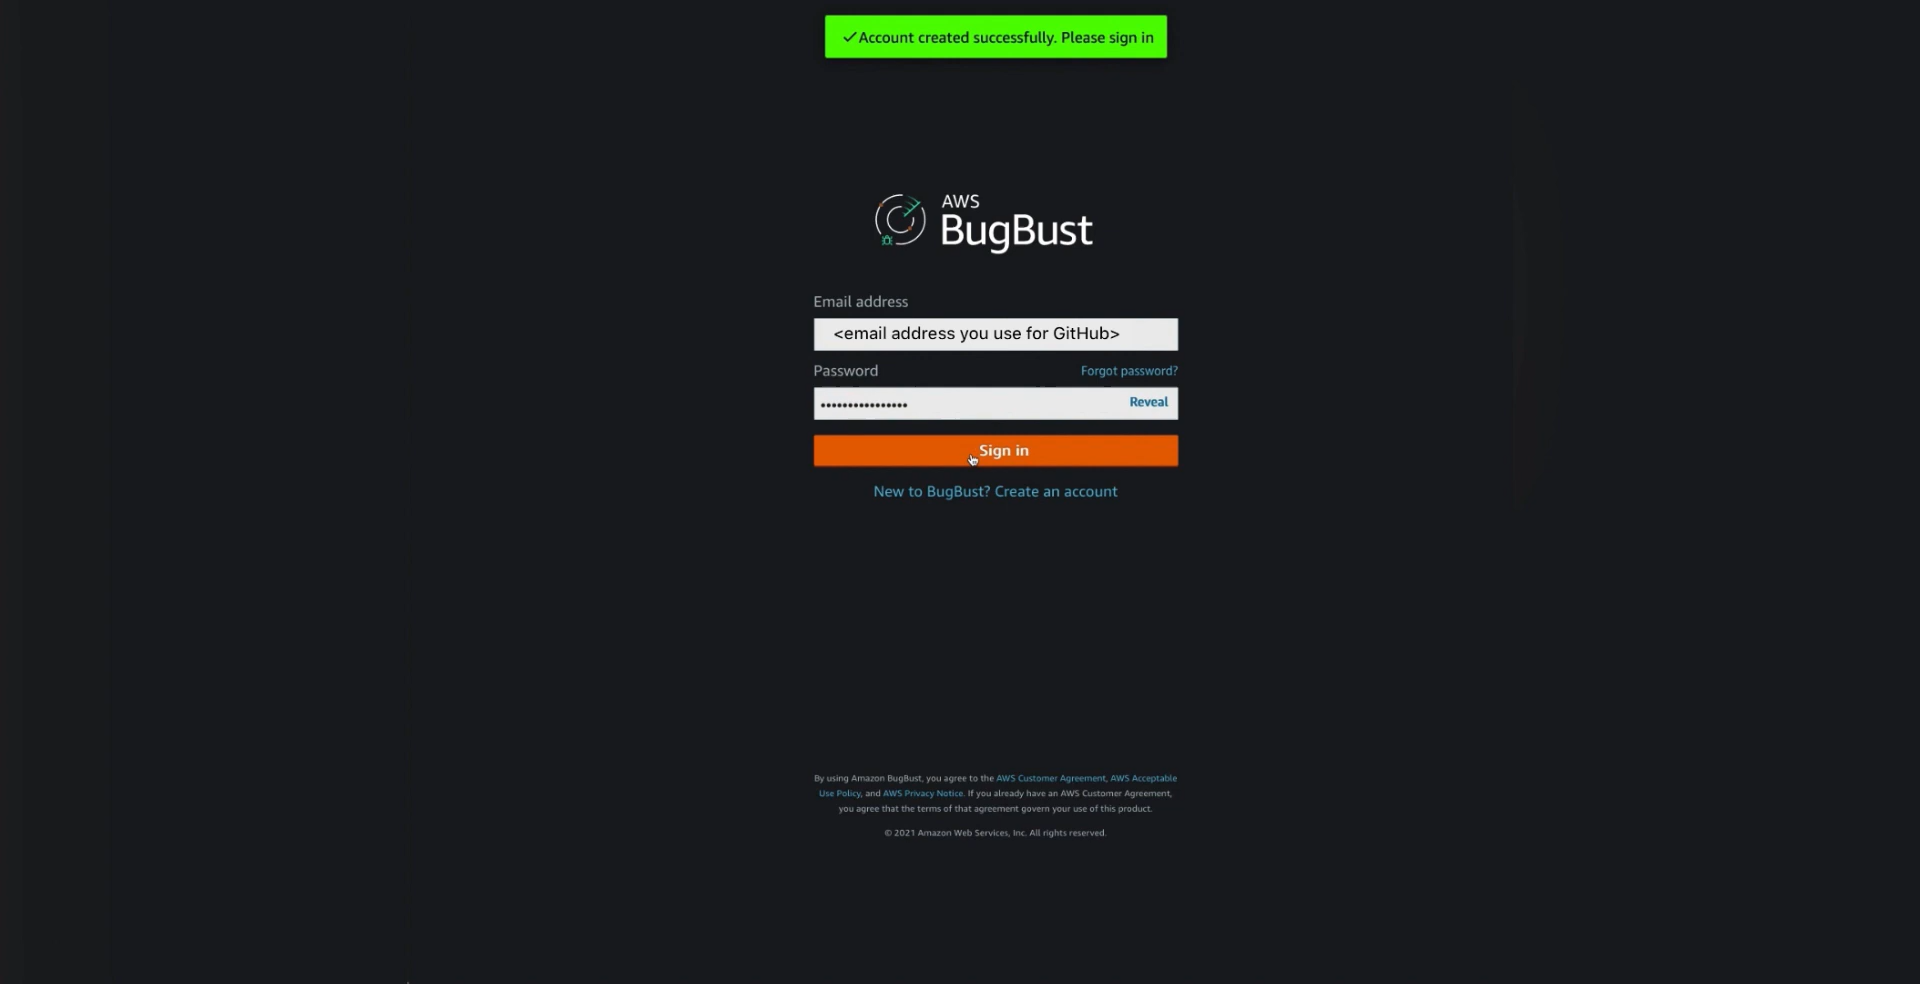 ✓Account created successfully. Please sign in
AWS
BugBust
Email address
<email address you use for GitHub>
Password Forgot password?
•••••••••••••••• Reveal
Sign in
New to BugBust? Create an account
By using Amazon BugBust, you agree to the AWS Customer Agreement, AWS Acceptable
Use Policy, and AWS Privacy Notice. If you already have an AWS Customer Agreement,
you agree that the terms of that agreement govern your use of this product.
© 2021 Amazon Web Services, Inc. All rights reserved.